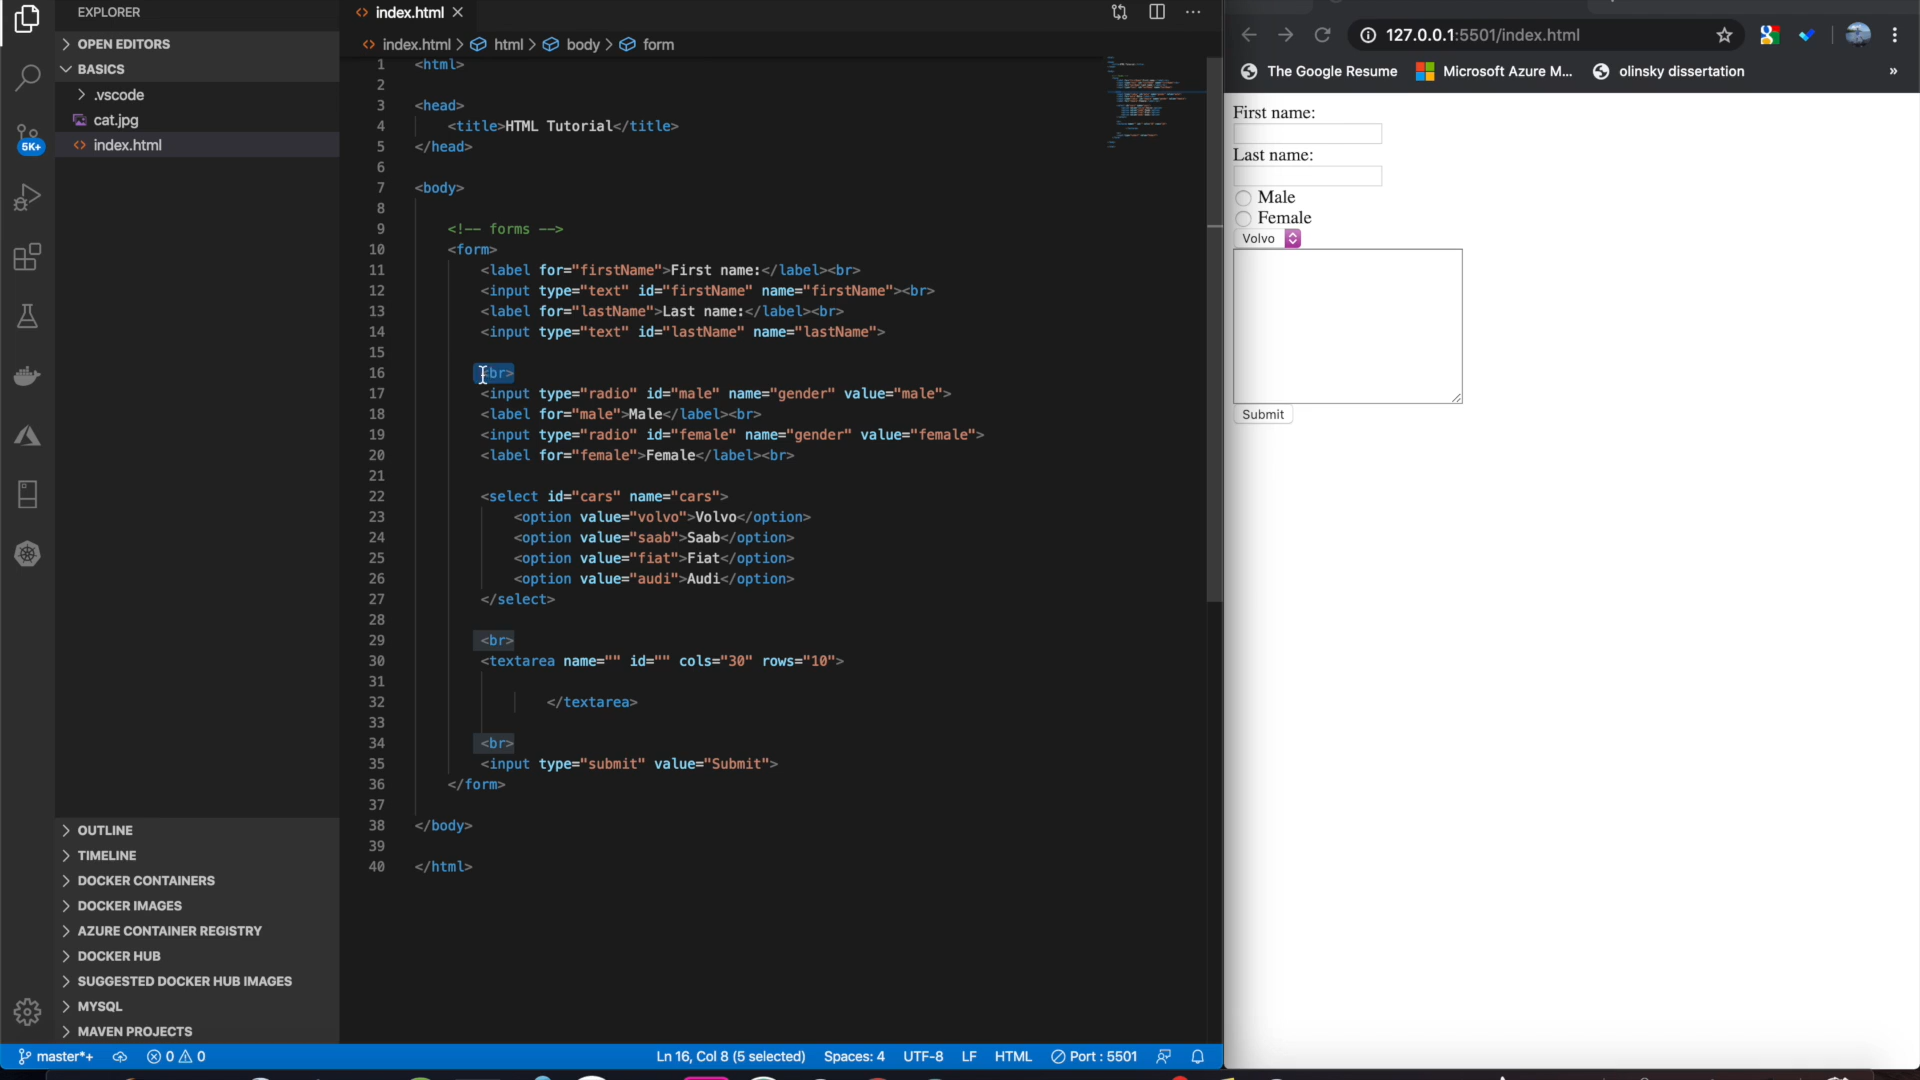 EXPLORER
OPEN EDITORS
BASICS
.vscode
cat.jpg
index.html
5K+
OUTLINE
TIMELINE
DOCKER CONTAINERS
DOCKER IMAGES
AZURE CONTAINER REGISTRY
DOCKER HUB
SUGGESTED DOCKER HUB IMAGES
MYSQL
MAVEN PROJECTS
index.html
index.html > html > body > form
1 <html>
2
3 <head>
4 <title>HTML Tutorial</title>
5 </head>
6
7 <body>
8
9 <!-- forms -->
10 <form>
11 <label for="firstName">First name:</label><br>
12 <input type="text" id="firstName" name="firstName"><br>
13 <label for="lastName">Last name:</label><br>
14 <input type="text" id="lastName" name="lastName">
15
16 <br>
17 <input type="radio" id="male" name="gender" value="male">
18 <label for="male">Male</label><br>
19 <input type="radio" id="female" name="gender" value="female">
20 <label for="female">Female</label><br>
21
22 <select id="cars" name="cars">
23 <option value="volvo">Volvo</option>
24 <option value="saab">Saab</option>
25 <option value="fiat">Fiat</option>
26 <option value="audi">Audi</option>
27 </select>
28
29 <br>
30 <textarea name="" id="" cols="30" rows="10">
31
32 </textarea>
33
34 <br>
35 <input type="submit" value="Submit">
36 </form>
37
38 </body>
39
40 </html>
master*+ 0 0 Ln 16, Col 8 (5 selected) Spaces: 4 UTF-8 LF HTML Port : 5501
127.0.0.1:5501/index.html
The Google Resume Microsoft Azure M... olinsky dissertation »
First name:
Last name:
Male
Female
Volvo
Submit